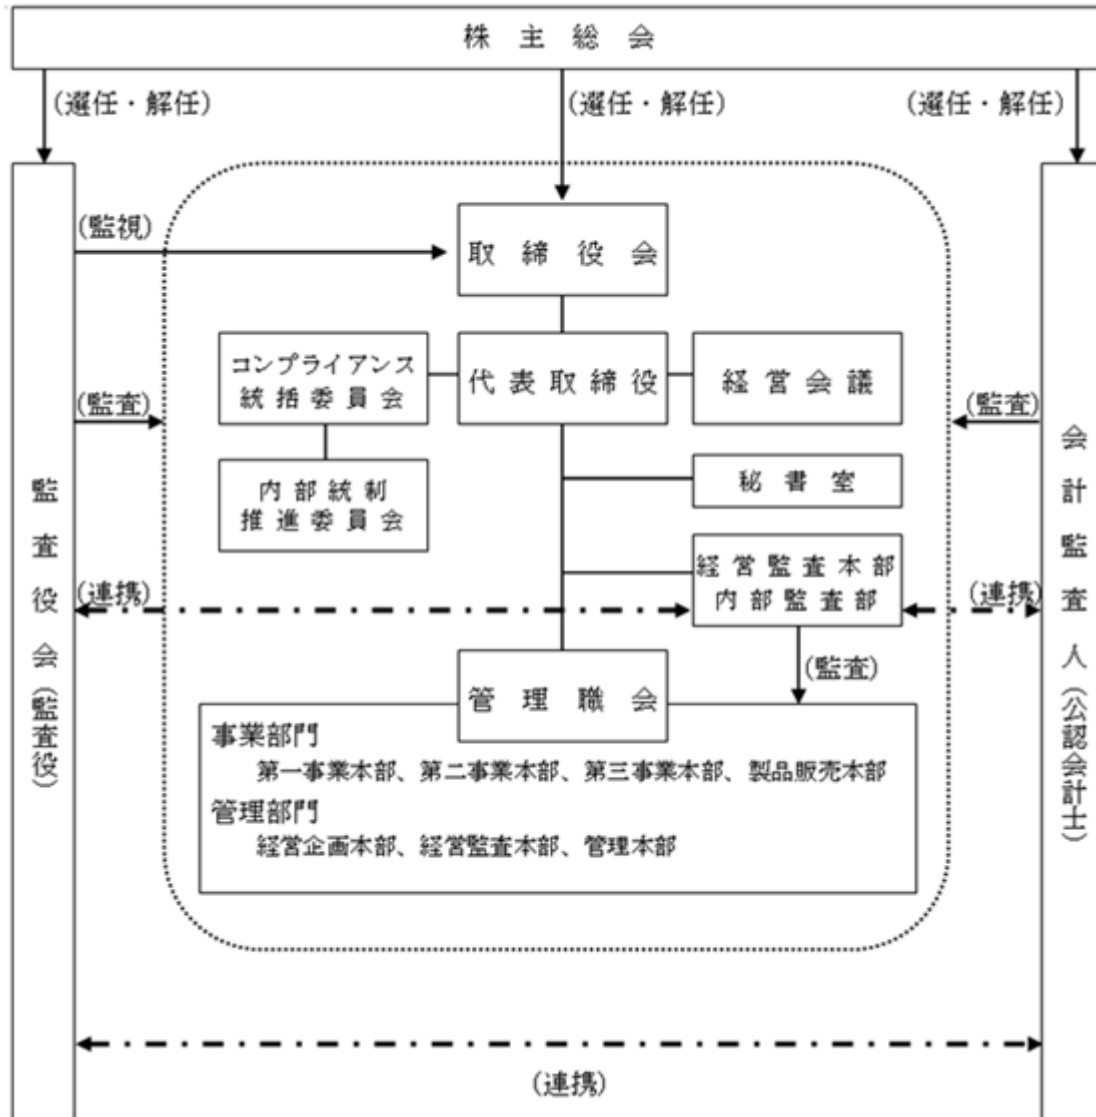 株主総会
(選任・解任)
(選任・解任)
(選任・解任)
(監視)
取締役会
コンプライアンス
統括委員会
代表取締役
経営会議
(監査)
(監査)
内部統制
推進委員会
秘書室
経営監査本部
内部監査部
(連携)
(連携)
(監査)
管理職会
事業部門
第一事業本部、第二事業本部、第三事業本部、製品販売本部
管理部門
経営企画本部、経営監査本部、管理本部
監査役会(監査役)
会計監査人(公認会計士)
(連携)